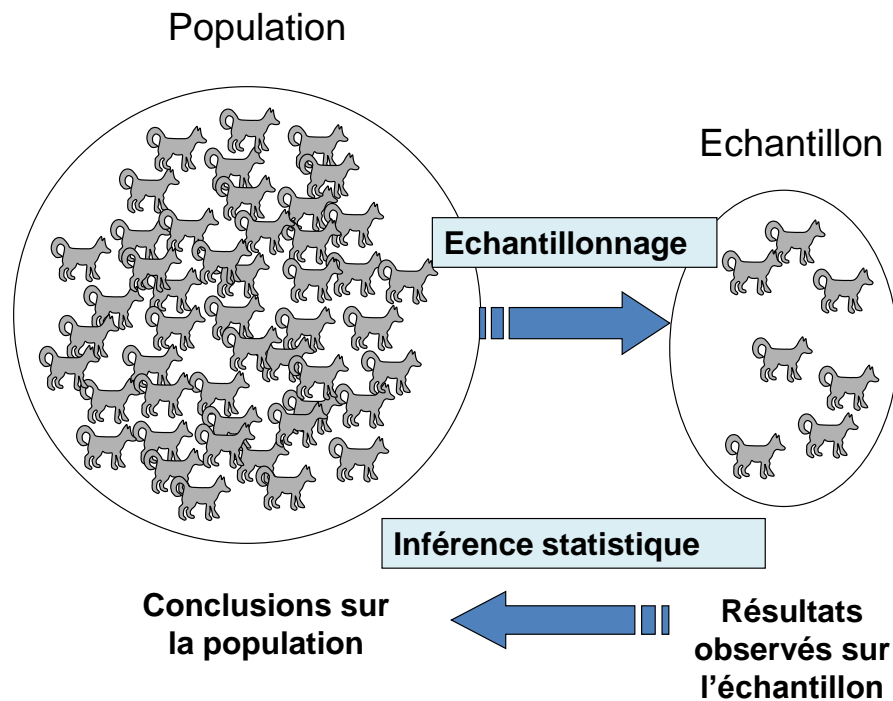 Population
Echantillon
Echantillonnage
Inférence statistique
Conclusions sur
la population
Résultats
observés sur
l’échantillon